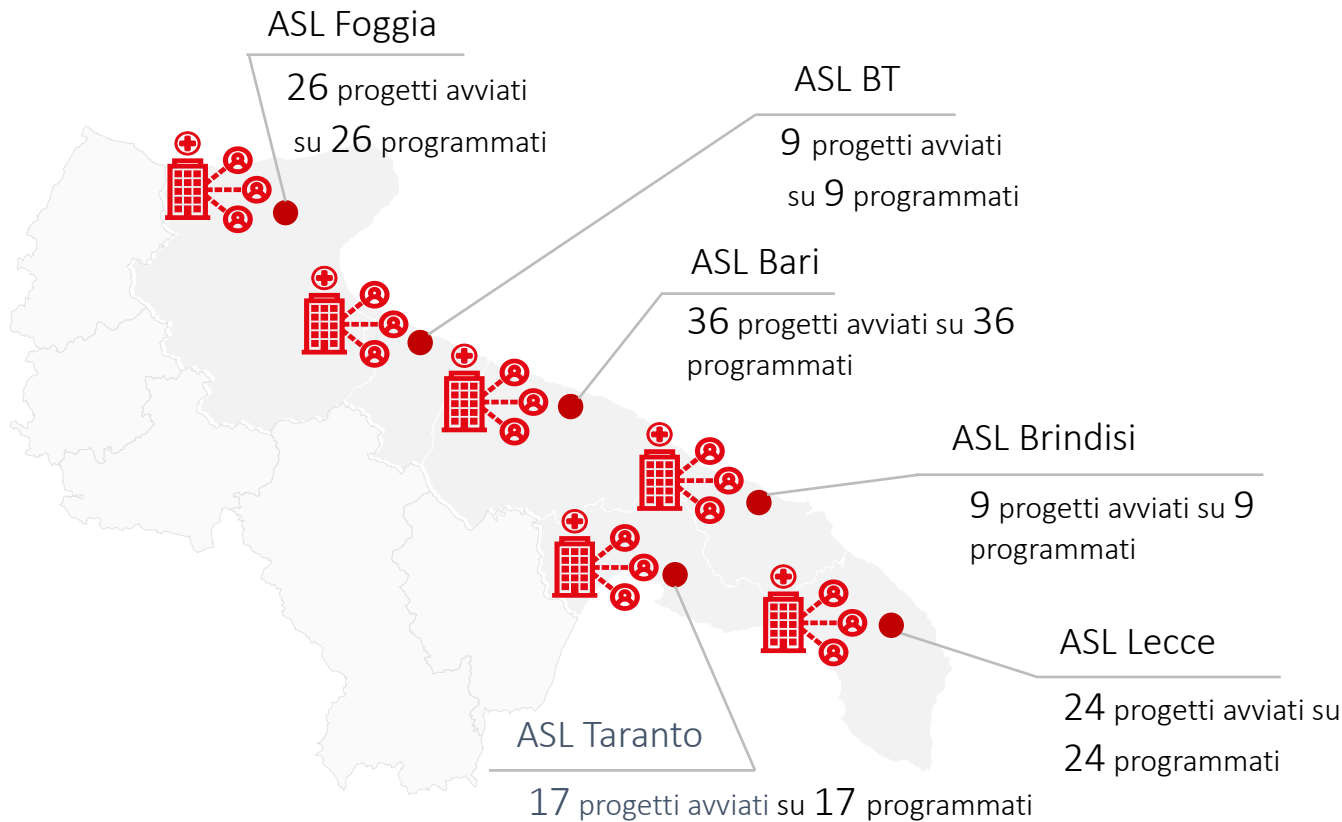 ASL Foggia
26 progetti avviati
su 26 programmati
ASL BT
9 progetti avviati
su 9 programmati
ASL Bari
36 progetti avviati su 36
programmati
ASL Brindisi
9 progetti avviati su 9
programmati
ASL Lecce
24 progetti avviati su
24 programmati
ASL Taranto
17 progetti avviati su 17 programmati